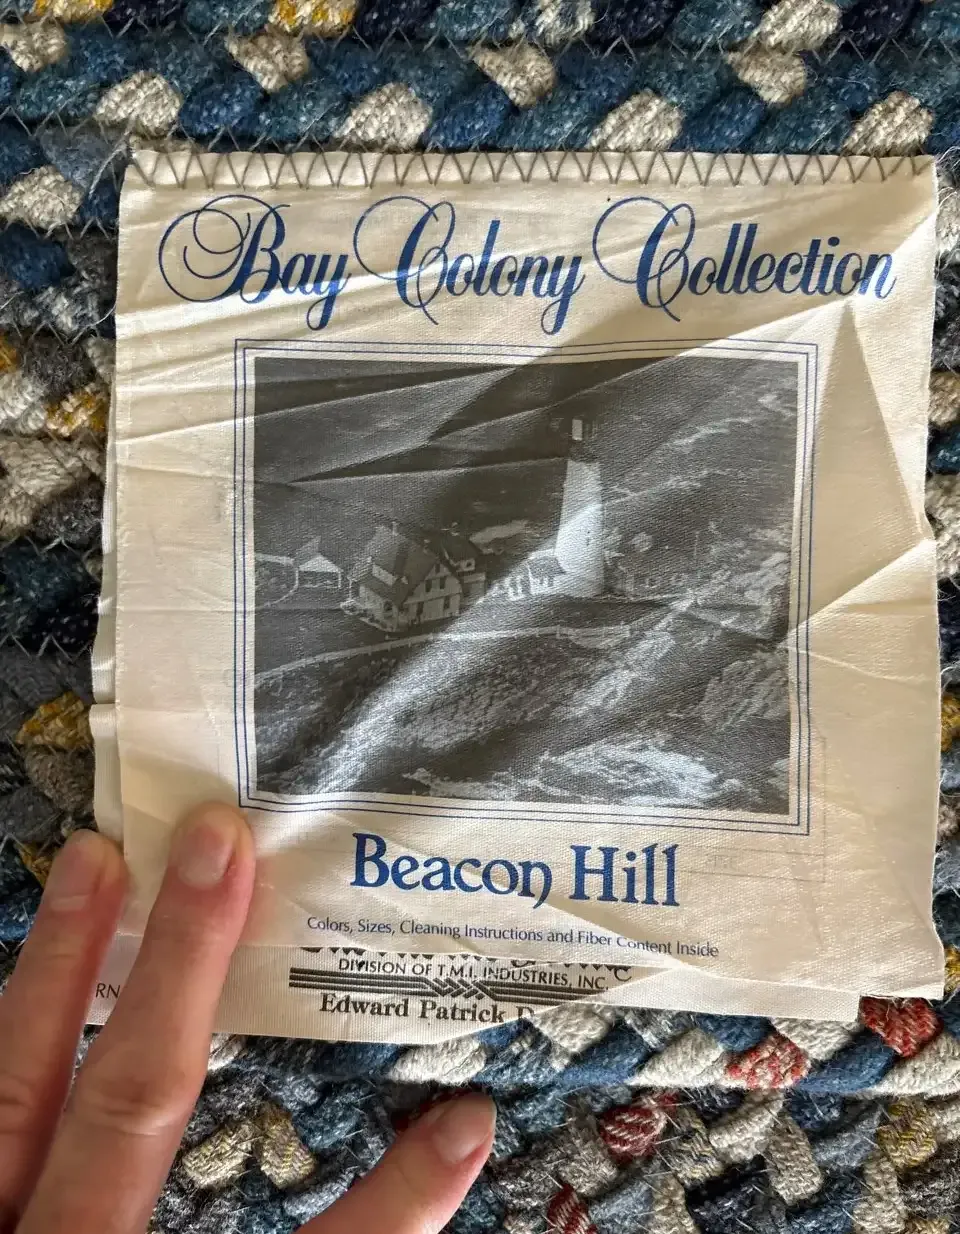 Bay Colony Collection
Beacon Hill
Colors, Sizes, Cleaning Instructions and Fiber Content Inside
RN
DIVISION OF T.M.I. INDUSTRIES, INC.
Edward Patrick